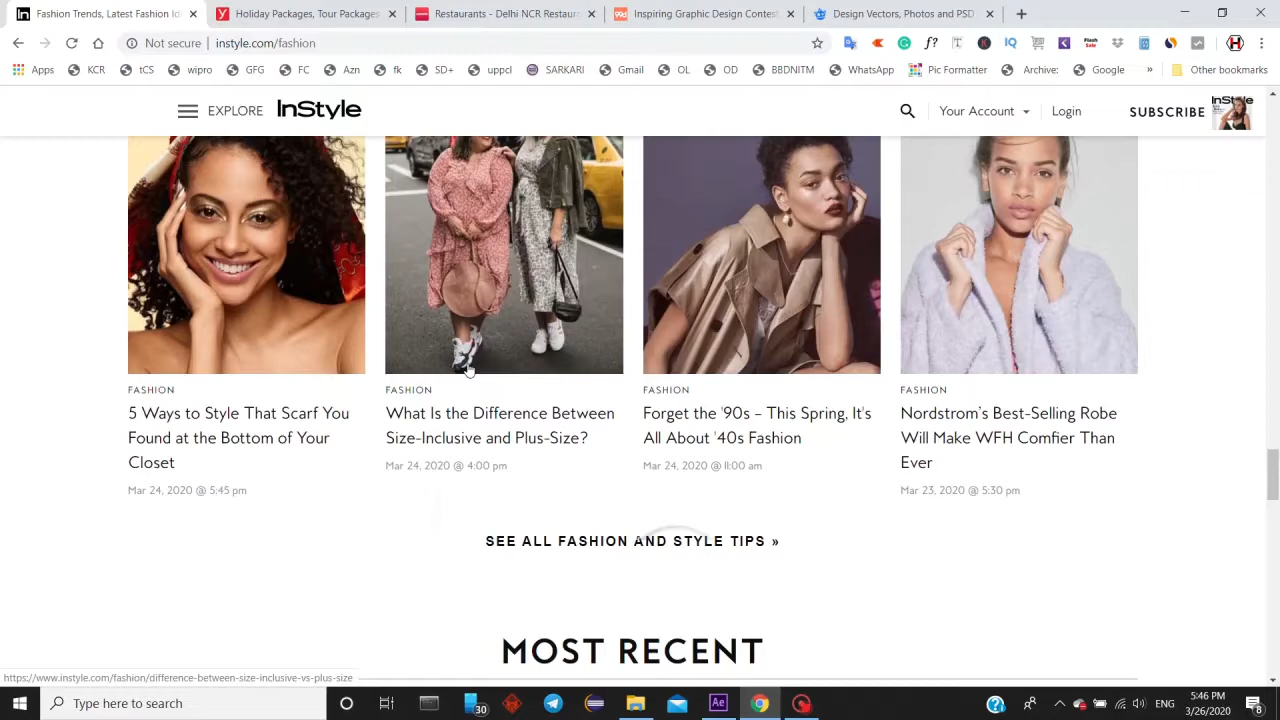 Fashion Trends, Latest Fashion Id
Holiday Packages, Tour Package
Restaurants - Delhi NCR Restaura
99d
Inspiring Graphic Design Contest
Design Vectors, Photos and PSD
Not secure
instyle.com/fashion
Apps KCR tCS wipro GFG FC Azn fk SD+ uppcl SARKARI Gmail OL OD BBDNITM WhatsApp Pic Formatter Archive: Google » Other bookmarks
EXPLORE InStyle Your Account Login SUBSCRIBE
InStyle
FASHION
5 Ways to Style That Scarf You
Found at the Bottom of Your
Closet
Mar 24, 2020 @ 5:45 pm
FASHION
What Is the Difference Between
Size-Inclusive and Plus-Size?
Mar 24, 2020 @ 4:00 pm
FASHION
Forget the '90s – This Spring, It's
All About '40s Fashion
Mar 24, 2020 @ 11:00 am
FASHION
Nordstrom's Best-Selling Robe
Will Make WFH Comfier Than
Ever
Mar 23, 2020 @ 5:30 pm
SEE ALL FASHION AND STYLE TIPS »
MOST RECENT
https://www.instyle.com/fashion/difference-between-size-inclusive-vs-plus-size
Type here to search
30
Ae
ENG
5:46 PM
3/26/2020
8